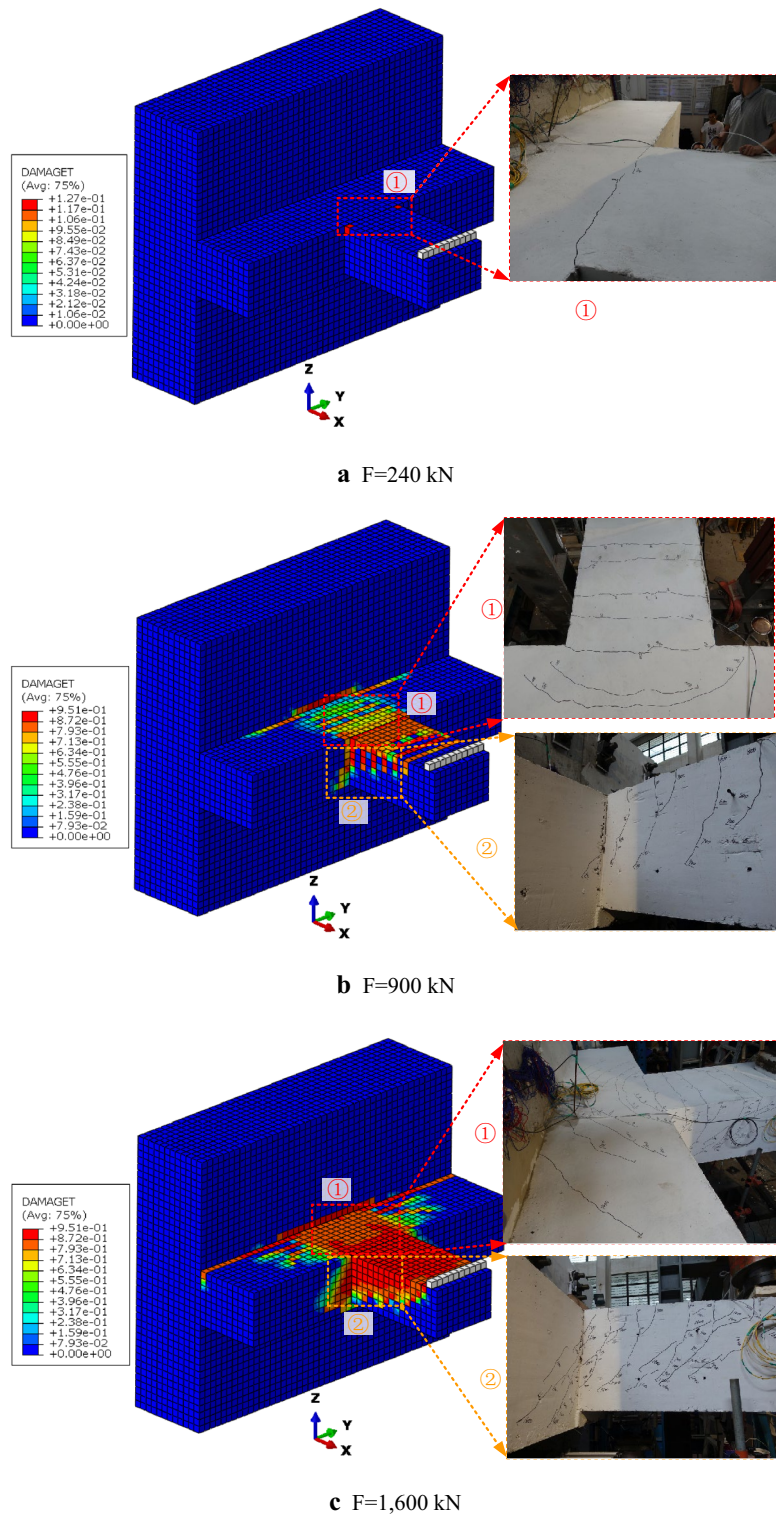 ①
DAMAGET
(Avg: 75%)
+1.27e-01
+1.17e-01
+1.06e-01
+9.55e-02
+8.49e-02
+7.43e-02
+6.37e-02
+5.31e-02
+4.24e-02
+3.18e-02
+2.12e-02
+1.06e-02
+0.00e+00
①
Z
Y
X
a F=240 kN
①
①
DAMAGET
(Avg: 75%)
+9.51e-01
+8.72e-01
+7.93e-01
+7.13e-01
+6.34e-01
+5.55e-01
+4.76e-01
+3.96e-01
+3.17e-01
+2.38e-01
+1.59e-01
+7.93e-02
+0.00e+00
②
②
Z
Y
X
b F=900 kN
①
①
DAMAGET
(Avg: 75%)
+9.51e-01
+8.72e-01
+7.93e-01
+7.13e-01
+6.34e-01
+5.55e-01
+4.76e-01
+3.96e-01
+3.17e-01
+2.38e-01
+1.59e-01
+7.93e-02
+0.00e+00
②
②
Z
Y
X
c F=1,600 kN